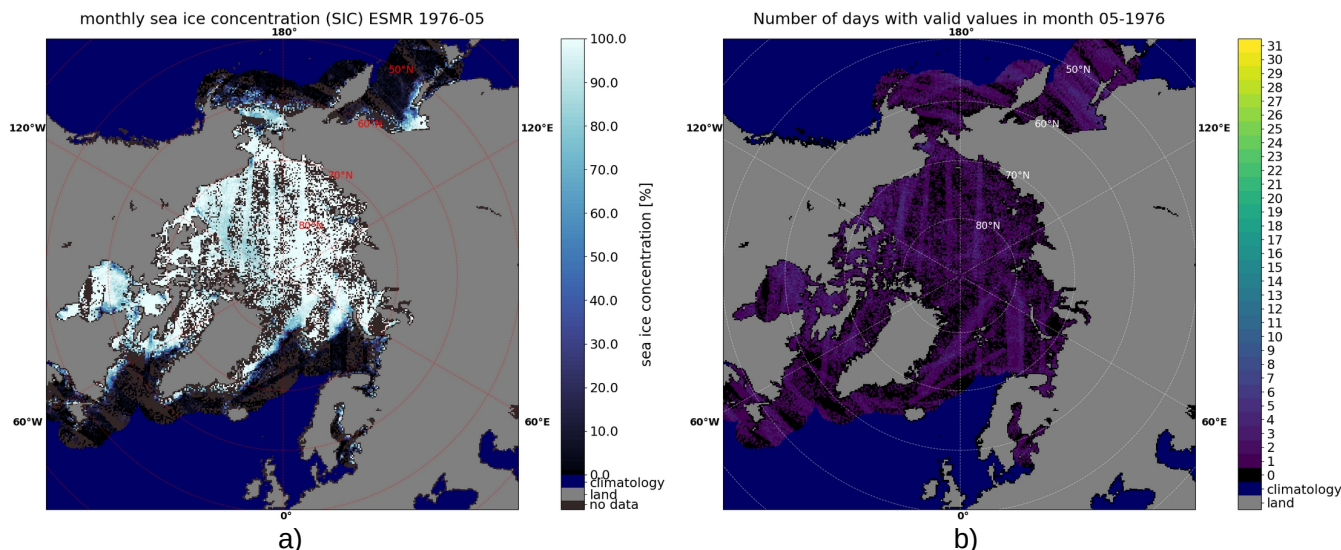 monthly sea ice concentration (SIC) ESMR 1976-05
180°
50°N
60°N
70°N
80°N
120°W
120°E
60°W
60°E
0°
100.0
90.0
80.0
70.0
60.0
50.0
40.0
30.0
20.0
10.0
0.0
climatology
land
no data
sea ice concentration [%]
a)
Number of days with valid values in month 05-1976
180°
50°N
60°N
70°N
80°N
120°W
120°E
60°W
60°E
0°
31
30
29
28
27
26
25
24
23
22
21
20
19
18
17
16
15
14
13
12
11
10
9
8
7
6
5
4
3
2
1
0
climatology
land
b)